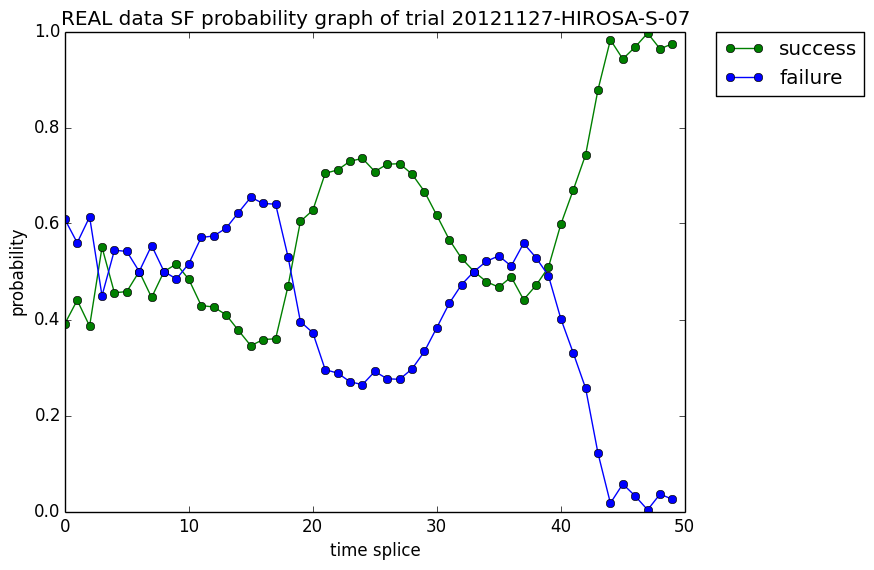 REAL data SF probability graph of trial 20121127-HIROSA-S-07
success
failure
probability
1.0
0.8
0.6
0.4
0.2
0.0
0 10 20 30 40 50
time splice